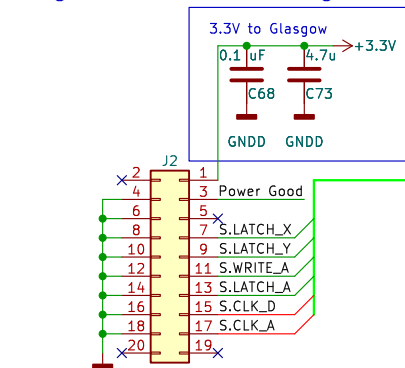 3.3V to Glasgow
+3.3V
0.1 uF
4.7u
C68
C73
GNDD
GNDD
J2
2
1
4
3
Power Good
6
5
8
7
S.LATCH_X
10
9
S.LATCH_Y
12
11
S.WRITE_A
14
13
S.LATCH_A
16
15
S.CLK_D
18
17
S.CLK_A
20
19